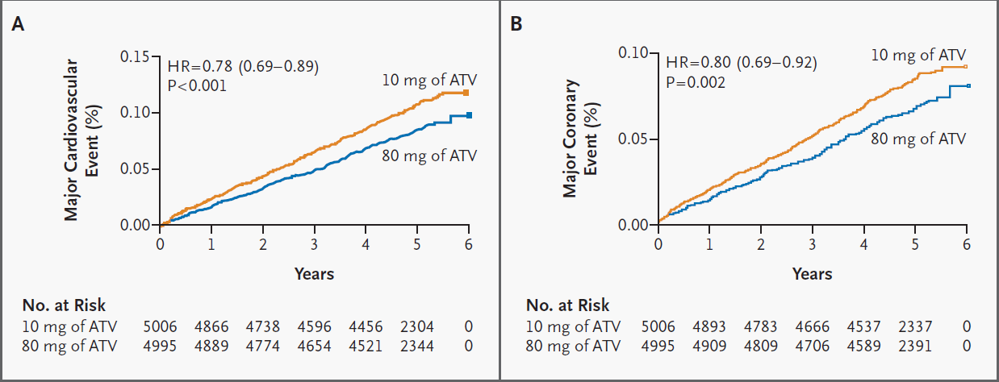 A
Major Cardiovascular
Event (%)
0.15
0.10
0.05
0.00
HR=0.78 (0.69–0.89)
P<0.001
10 mg of ATV
80 mg of ATV
0 1 2 3 4 5 6
Years
No. at Risk
10 mg of ATV 5006 4866 4738 4596 4456 2304 0
80 mg of ATV 4995 4889 4774 4654 4521 2344 0
B
Major Coronary
Event (%)
0.10
0.05
0.00
HR=0.80 (0.69–0.92)
P=0.002
10 mg of ATV
80 mg of ATV
0 1 2 3 4 5 6
Years
No. at Risk
10 mg of ATV 5006 4893 4783 4666 4537 2337 0
80 mg of ATV 4995 4909 4809 4706 4589 2391 0